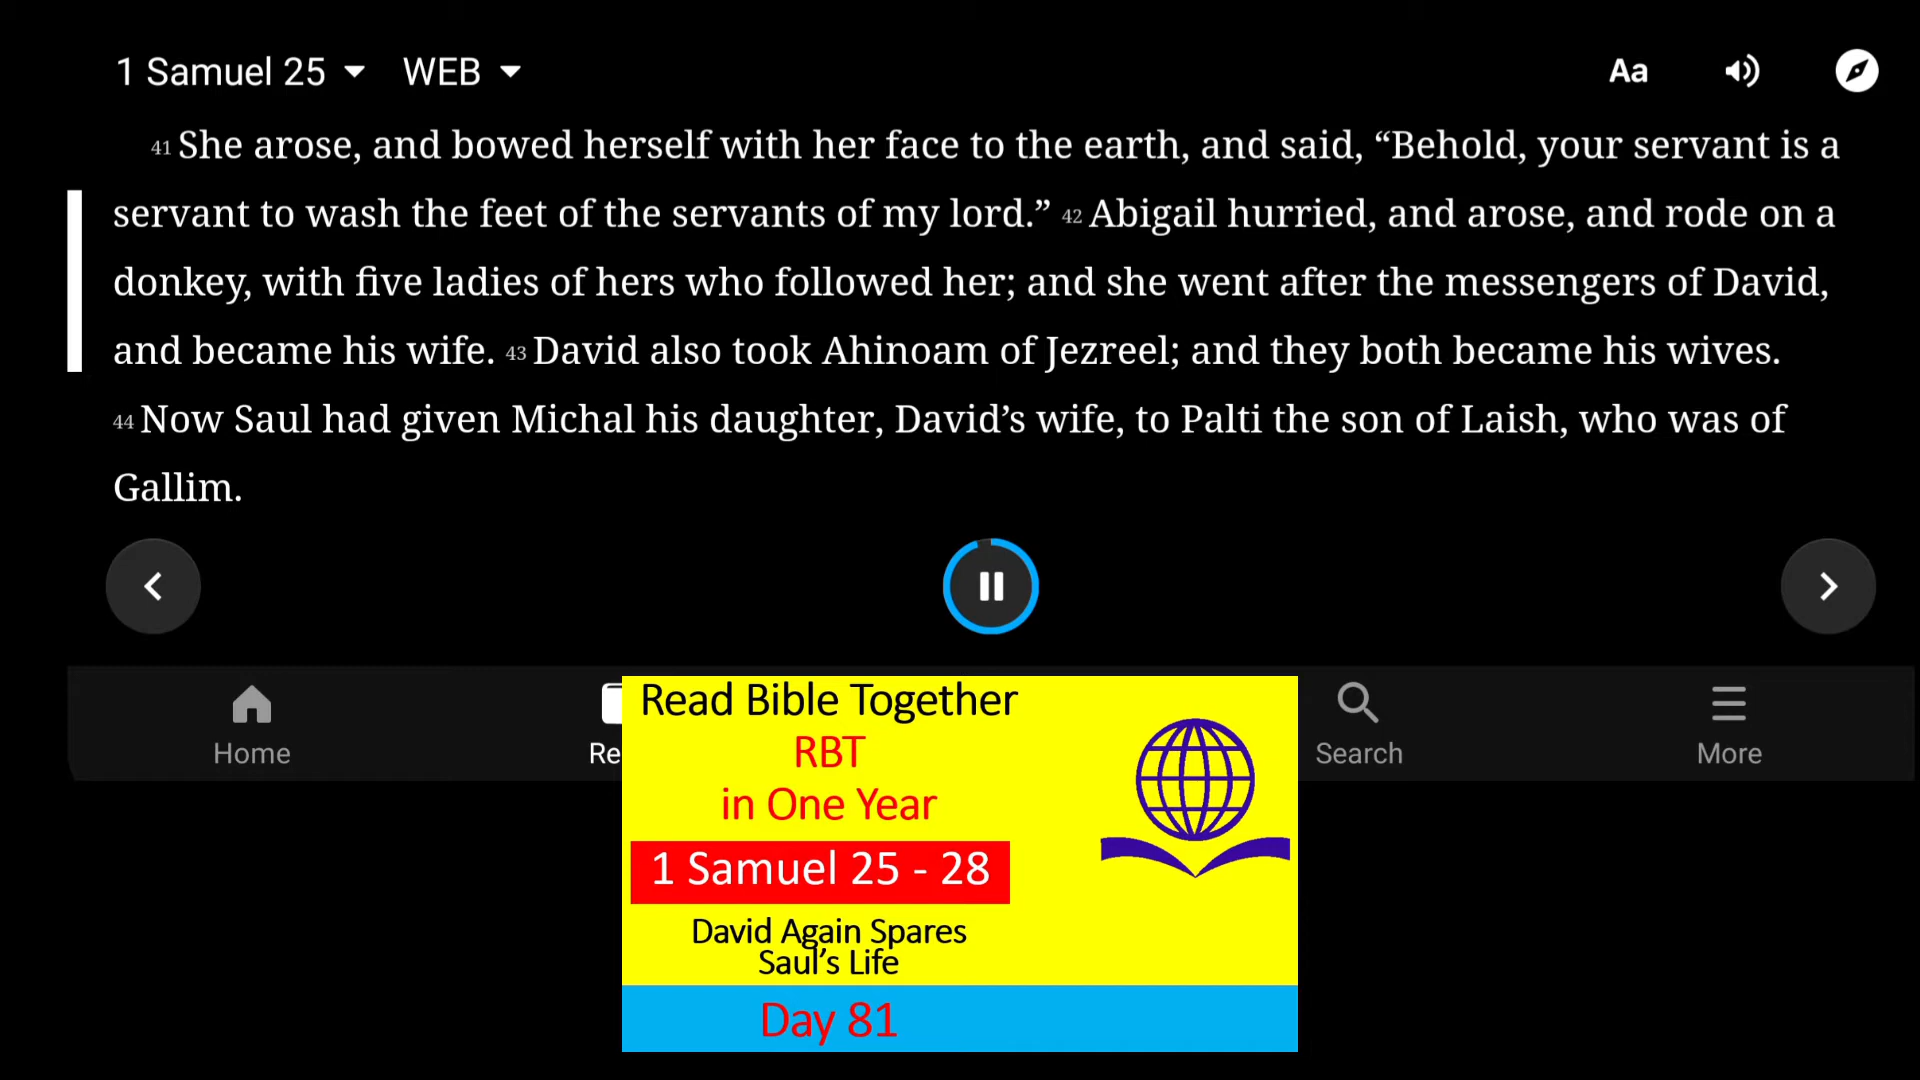 1 Samuel 25 WEB Aa
41 She arose, and bowed herself with her face to the earth, and said, “Behold, your servant is a
servant to wash the feet of the servants of my lord.” 42 Abigail hurried, and arose, and rode on a
donkey, with five ladies of hers who followed her; and she went after the messengers of David,
and became his wife. 43 David also took Ahinoam of Jezreel; and they both became his wives.
44 Now Saul had given Michal his daughter, David’s wife, to Palti the son of Laish, who was of
Gallim.
Home Re Search More
Read Bible Together
RBT
in One Year
1 Samuel 25 - 28
David Again Spares
Saul’s Life
Day 81